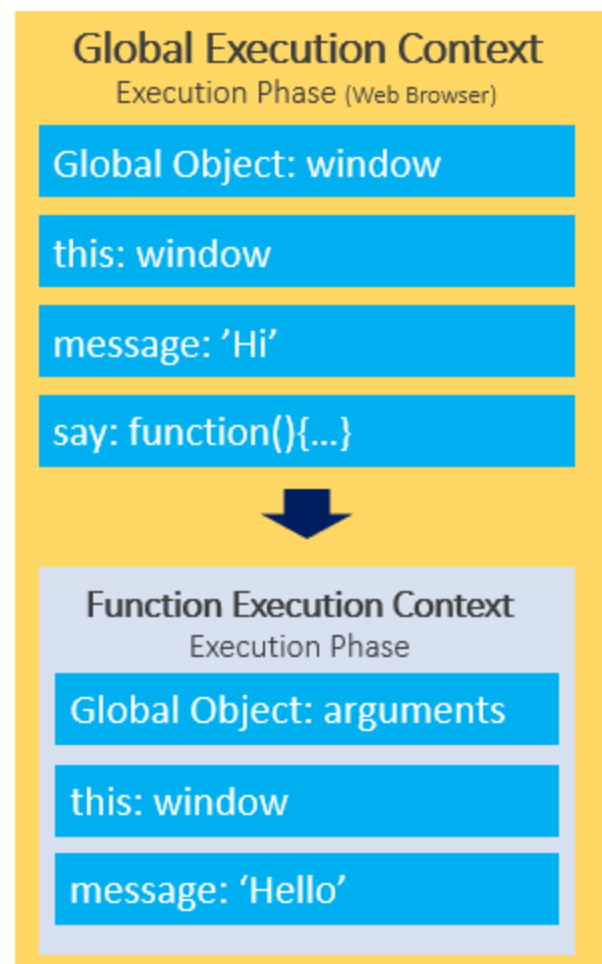 Global Execution Context
Execution Phase (Web Browser)
Global Object: window
this: window
message: ’Hi’
say: function(){…}
Function Execution Context
Execution Phase
Global Object: arguments
this: window
message: ‘Hello’